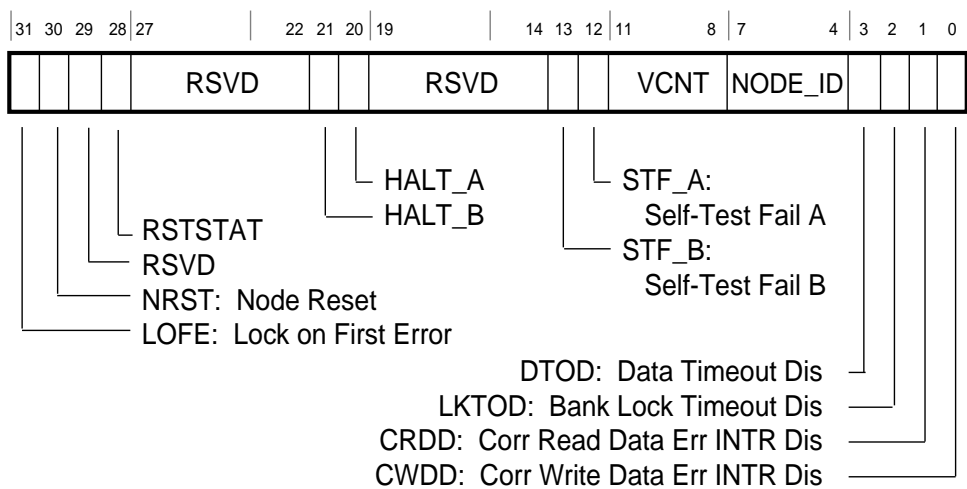 31 30 29 28 27 22 21 20 19 14 13 12 11 8 7 4 3 2 1 0
RSVD RSVD VCNT NODE_ID
HALT_A STF_A:
HALT_B Self-Test Fail A
RSTSTAT STF_B:
RSVD Self-Test Fail B
NRST: Node Reset
LOFE: Lock on First Error
DTOD: Data Timeout Dis
LKTOD: Bank Lock Timeout Dis
CRDD: Corr Read Data Err INTR Dis
CWDD: Corr Write Data Err INTR Dis